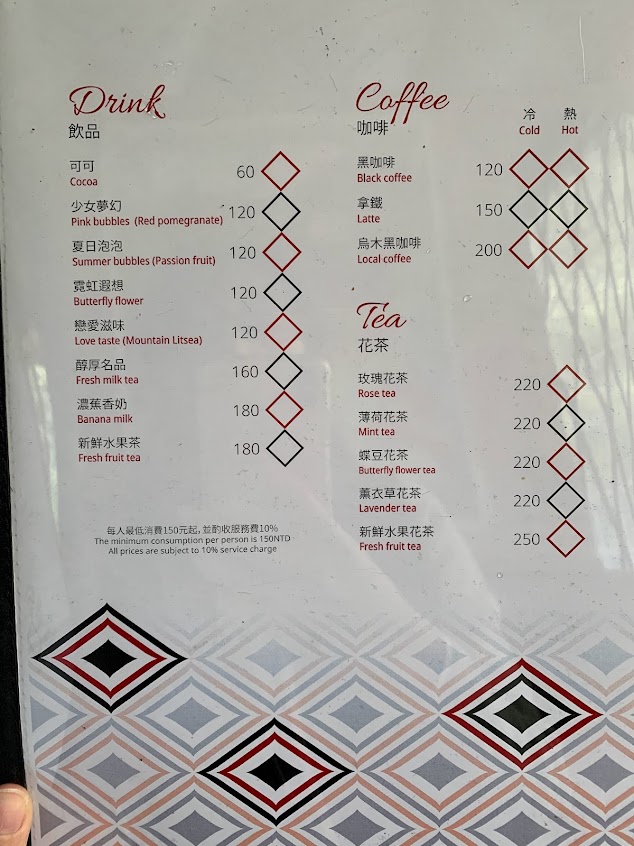 Drink
飲品
可可 60
Cocoa
少女夢幻 120
Pink bubbles (Red pomegranate)
夏日泡泡 120
Summer bubbles (Passion fruit)
霓虹遐想 120
Butterfly flower
戀愛滋味 120
Love taste (Mountain Litsea)
醇厚名品 160
Fresh milk tea
濃蕉香奶 180
Banana milk
新鮮水果茶 180
Fresh fruit tea
每人最低消費150元起，並酌收服務費10%
The minimum consumption per person is 150NTD
All prices are subject to 10% service charge
Coffee
咖啡
冷 熱
Cold Hot
黑咖啡 120
Black coffee
拿鐵 150
Latte
烏木黑咖啡 200
Local coffee
Tea
花茶
玫瑰花茶 220
Rose tea
薄荷花茶 220
Mint tea
蝶豆花茶 220
Butterfly flower tea
薰衣草花茶 220
Lavender tea
新鮮水果花茶 250
Fresh fruit tea